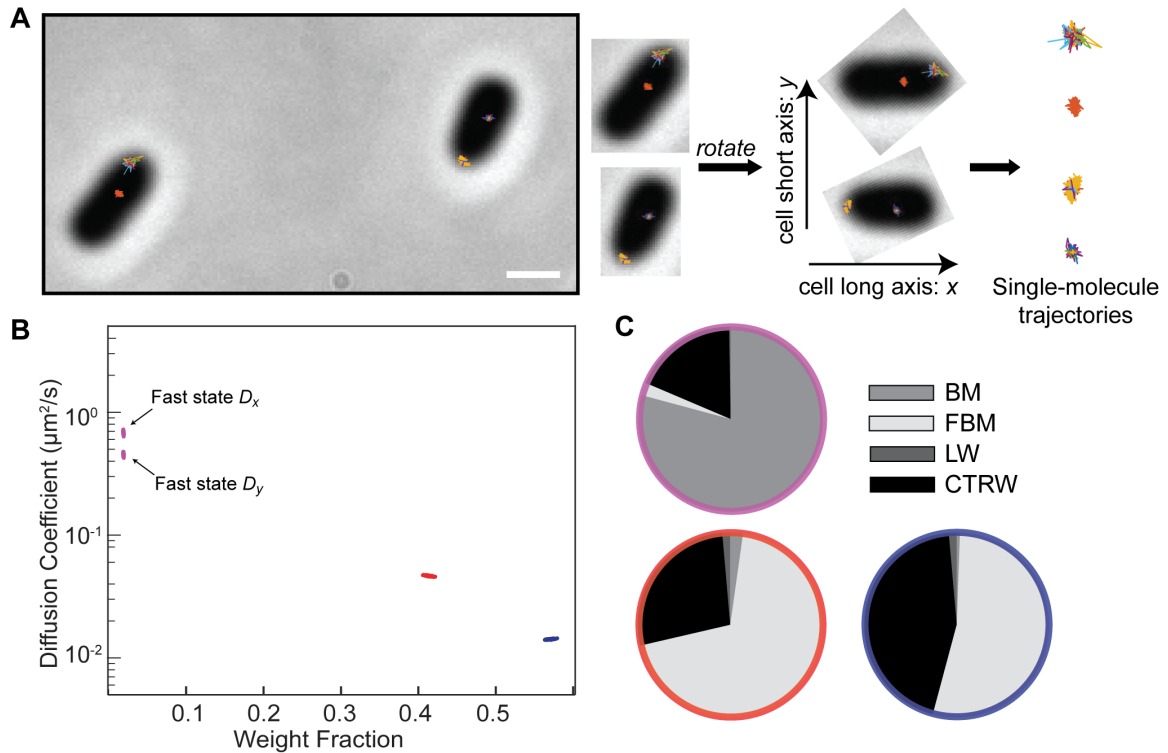 A
rotate
cell short axis: y
cell long axis: x
Single-molecule
trajectories
B
Diffusion Coefficient (μm²/s)
10⁰
10⁻¹
10⁻²
Fast state Dx
Fast state Dy
0.1 0.2 0.3 0.4 0.5
Weight Fraction
C
BM
FBM
LW
CTRW